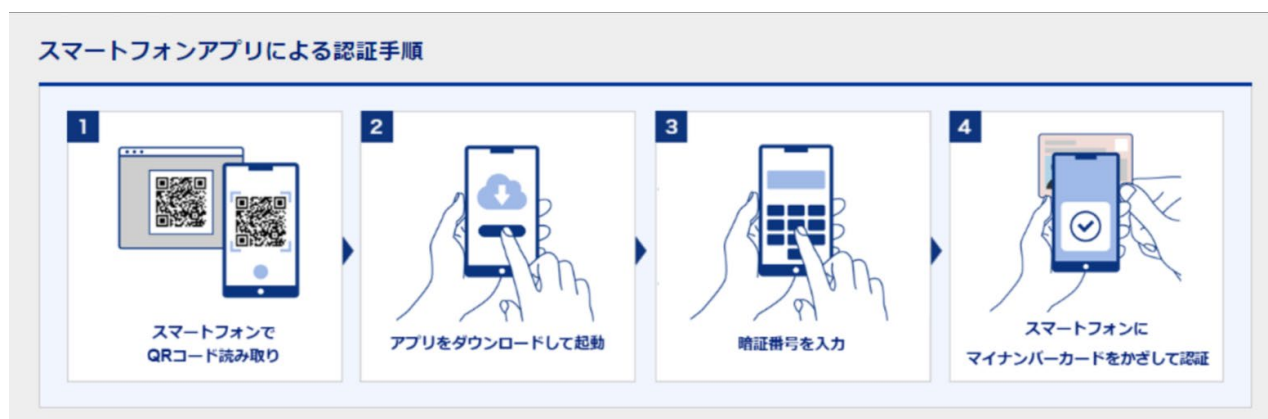 スマートフォンアプリによる認証手順
1
スマートフォンで
QRコード読み取り
2
アプリをダウンロードして起動
3
暗証番号を入力
4
スマートフォンに
マイナンバーカードをかざして認証